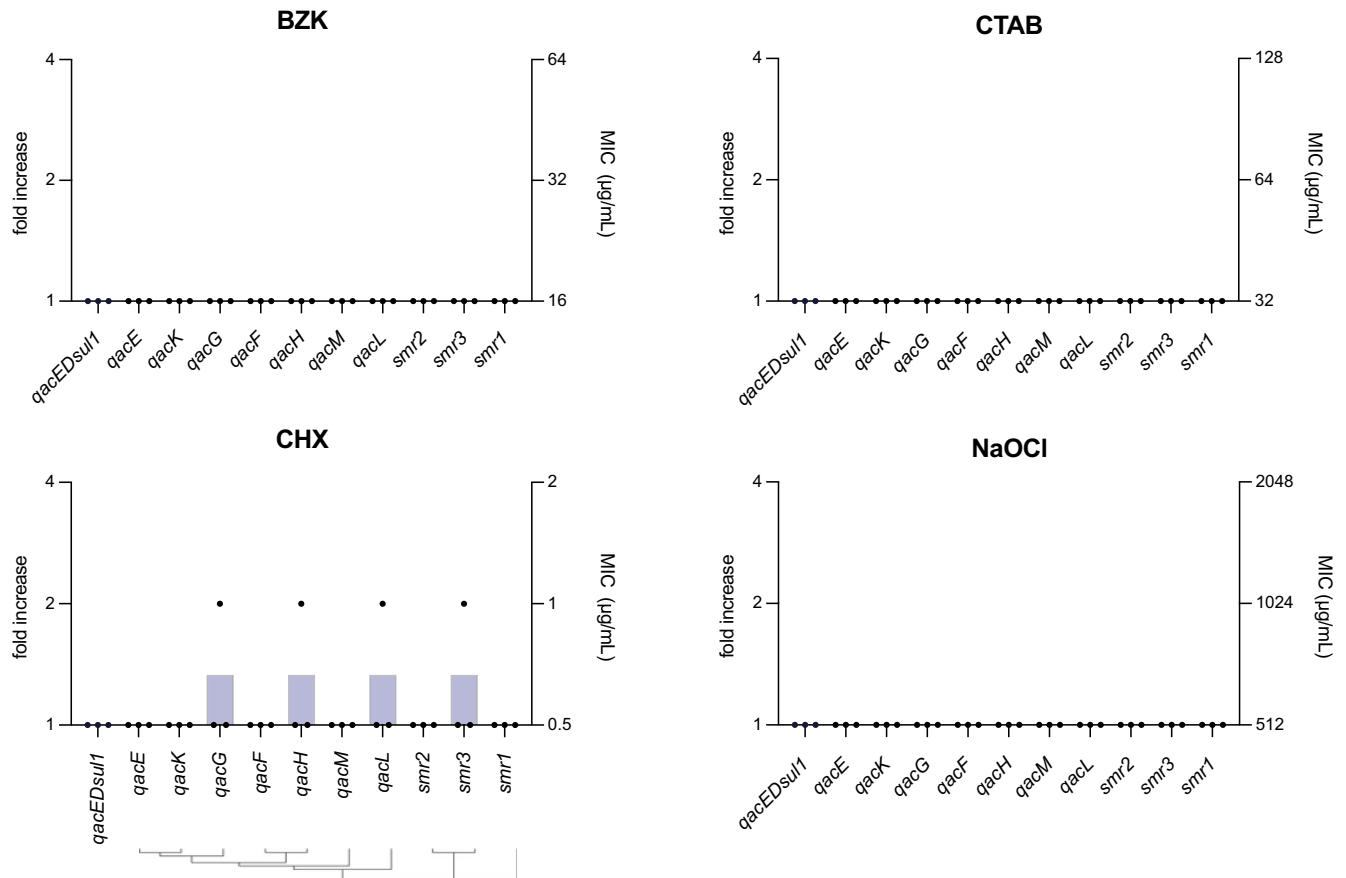 BZK
fold increase
4
2
1
64
32
16
MIC (µg/mL)
qacEDsul1
qacE
qacK
qacG
qacF
qacH
qacM
qacL
smr2
smr3
smr1
CTAB
fold increase
4
2
1
128
64
32
MIC (µg/mL)
qacEDsul1
qacE
qacK
qacG
qacF
qacH
qacM
qacL
smr2
smr3
smr1
CHX
fold increase
4
2
1
2
1
0.5
MIC (µg/mL)
qacEDsul1
qacE
qacK
qacG
qacF
qacH
qacM
qacL
smr2
smr3
smr1
NaOCl
fold increase
4
2
1
2048
1024
512
MIC (µg/mL)
qacEDsul1
qacE
qacK
qacG
qacF
qacH
qacM
qacL
smr2
smr3
smr1